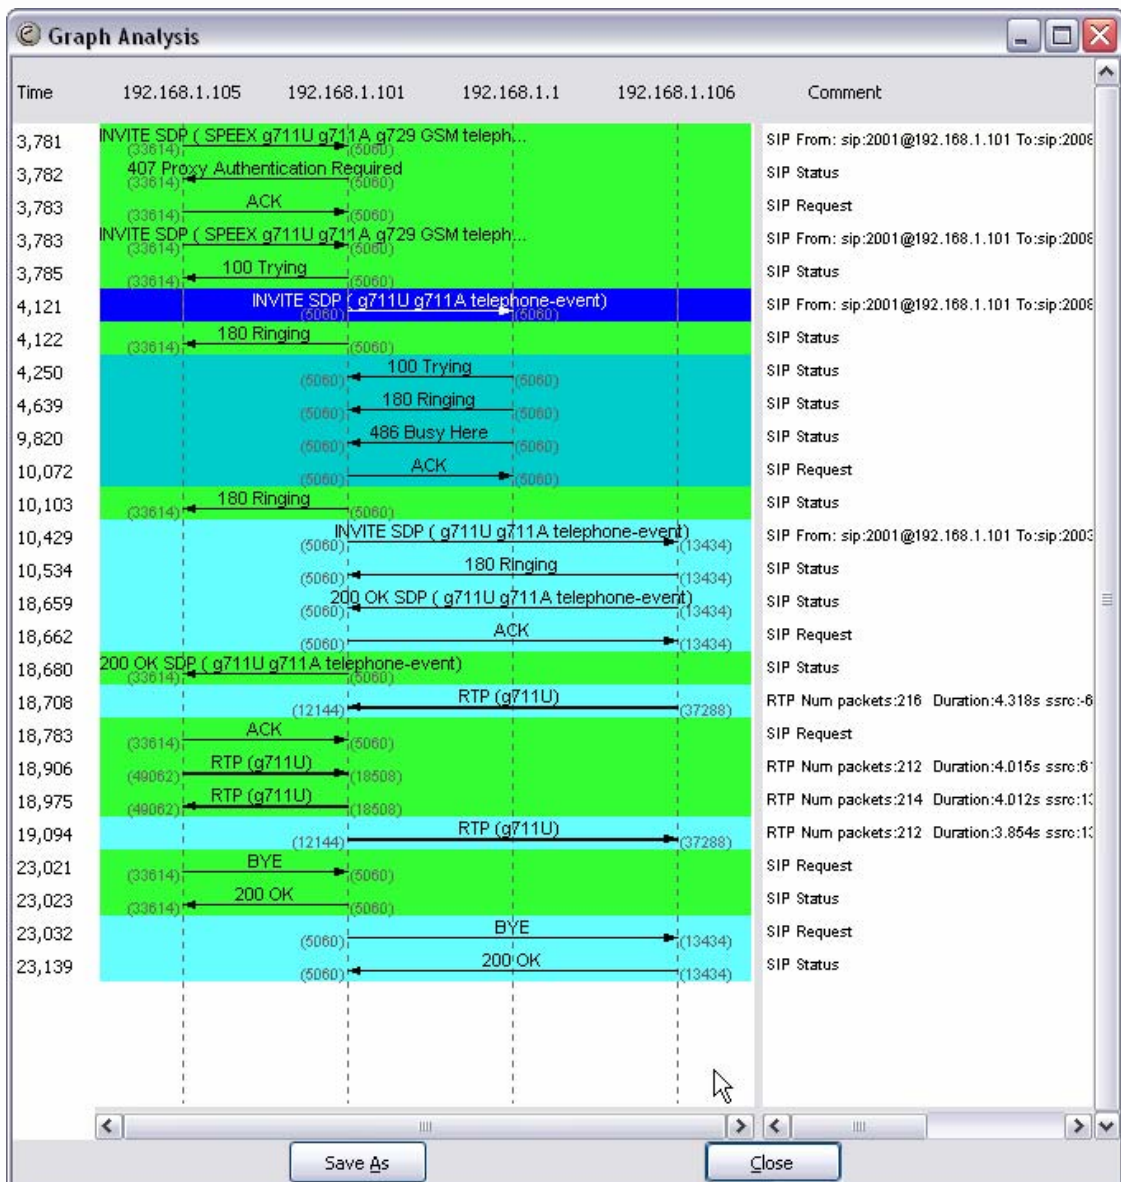 Graph Analysis
Time 192.168.1.105 192.168.1.101 192.168.1.1 192.168.1.106 Comment
3,781 INVITE SDP ( SPEEX g711U g711A g729 GSM teleph... (33614) (5060) SIP From: sip:2001@192.168.1.101 To:sip:2008
3,782 407 Proxy Authentication Required (33614) (5060) SIP Status
3,783 ACK (33614) (5060) SIP Request
3,783 INVITE SDP ( SPEEX g711U g711A g729 GSM teleph... (33614) (5060) SIP From: sip:2001@192.168.1.101 To:sip:2008
3,785 100 Trying (33614) (5060) SIP Status
4,121 INVITE SDP ( g711U g711A telephone-event) (5060) (5060) SIP From: sip:2001@192.168.1.101 To:sip:2008
4,122 180 Ringing (33614) (5060) SIP Status
4,250 100 Trying (5060) (5060) SIP Status
4,639 180 Ringing (5060) (5060) SIP Status
9,820 486 Busy Here (5060) (5060) SIP Status
10,072 ACK (5060) (5060) SIP Request
10,103 180 Ringing (33614) (5060) SIP Status
10,429 INVITE SDP ( g711U g711A telephone-event) (5060) (13434) SIP From: sip:2001@192.168.1.101 To:sip:2003
10,534 180 Ringing (5060) (13434) SIP Status
18,659 200 OK SDP ( g711U g711A telephone-event) (5060) (13434) SIP Status
18,662 ACK (5060) (13434) SIP Request
18,680 200 OK SDP ( g711U g711A telephone-event) (33614) (5060) SIP Status
18,708 RTP (g711U) (12144) (37288) RTP Num packets:216 Duration:4.318s ssrc:-6
18,783 ACK (33614) (5060) SIP Request
18,906 RTP (g711U) (49062) (18508) RTP Num packets:212 Duration:4.015s ssrc:6
18,975 RTP (g711U) (49062) (18508) RTP Num packets:214 Duration:4.012s ssrc:13
19,094 RTP (g711U) (12144) (37288) RTP Num packets:212 Duration:3.854s ssrc:13
23,021 BYE (33614) (5060) SIP Request
23,023 200 OK (33614) (5060) SIP Status
23,032 BYE (5060) (13434) SIP Request
23,139 200 OK (5060) (13434) SIP Status
Save As Close